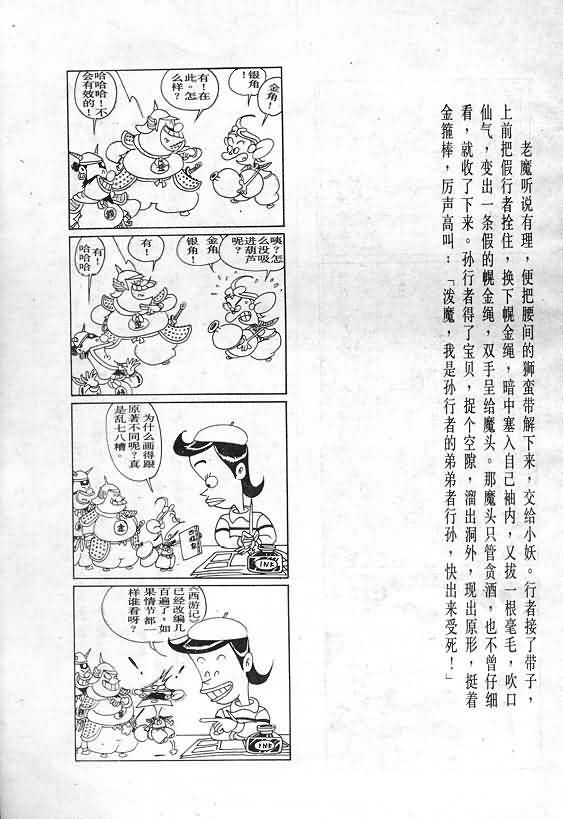 老魔听说有理，便把腰间的狮蛮带解下来，交给小妖。行者接了带子，
上前把假行者拴住，换下幌金绳，暗中塞入自己袖内，又拔一根毫毛，吹口
仙气，变出一条假的幌金绳，双手呈给魔头。那魔头只管贪酒，也不曾仔细
看，就收了下来。孙行者得了宝贝，捉个空隙，溜出洞外，现出原形，挺着
金箍棒，厉声高叫：「泼魔，我是孙行者的弟弟者行孙，快出来受死！」
金角！
银角！
有！在
此。怎
么样？
哈哈哈！不
会有效的！
金
咦？怎
么没吸
进葫芦
呢？
金角
银角！
有！
哈哈哈
为什么画得跟
原著不同呢？真
是乱七八糟。
金
INK
《西游记》
已经改编几
百遍了。如
果情节都一
样谁看呀？
INK